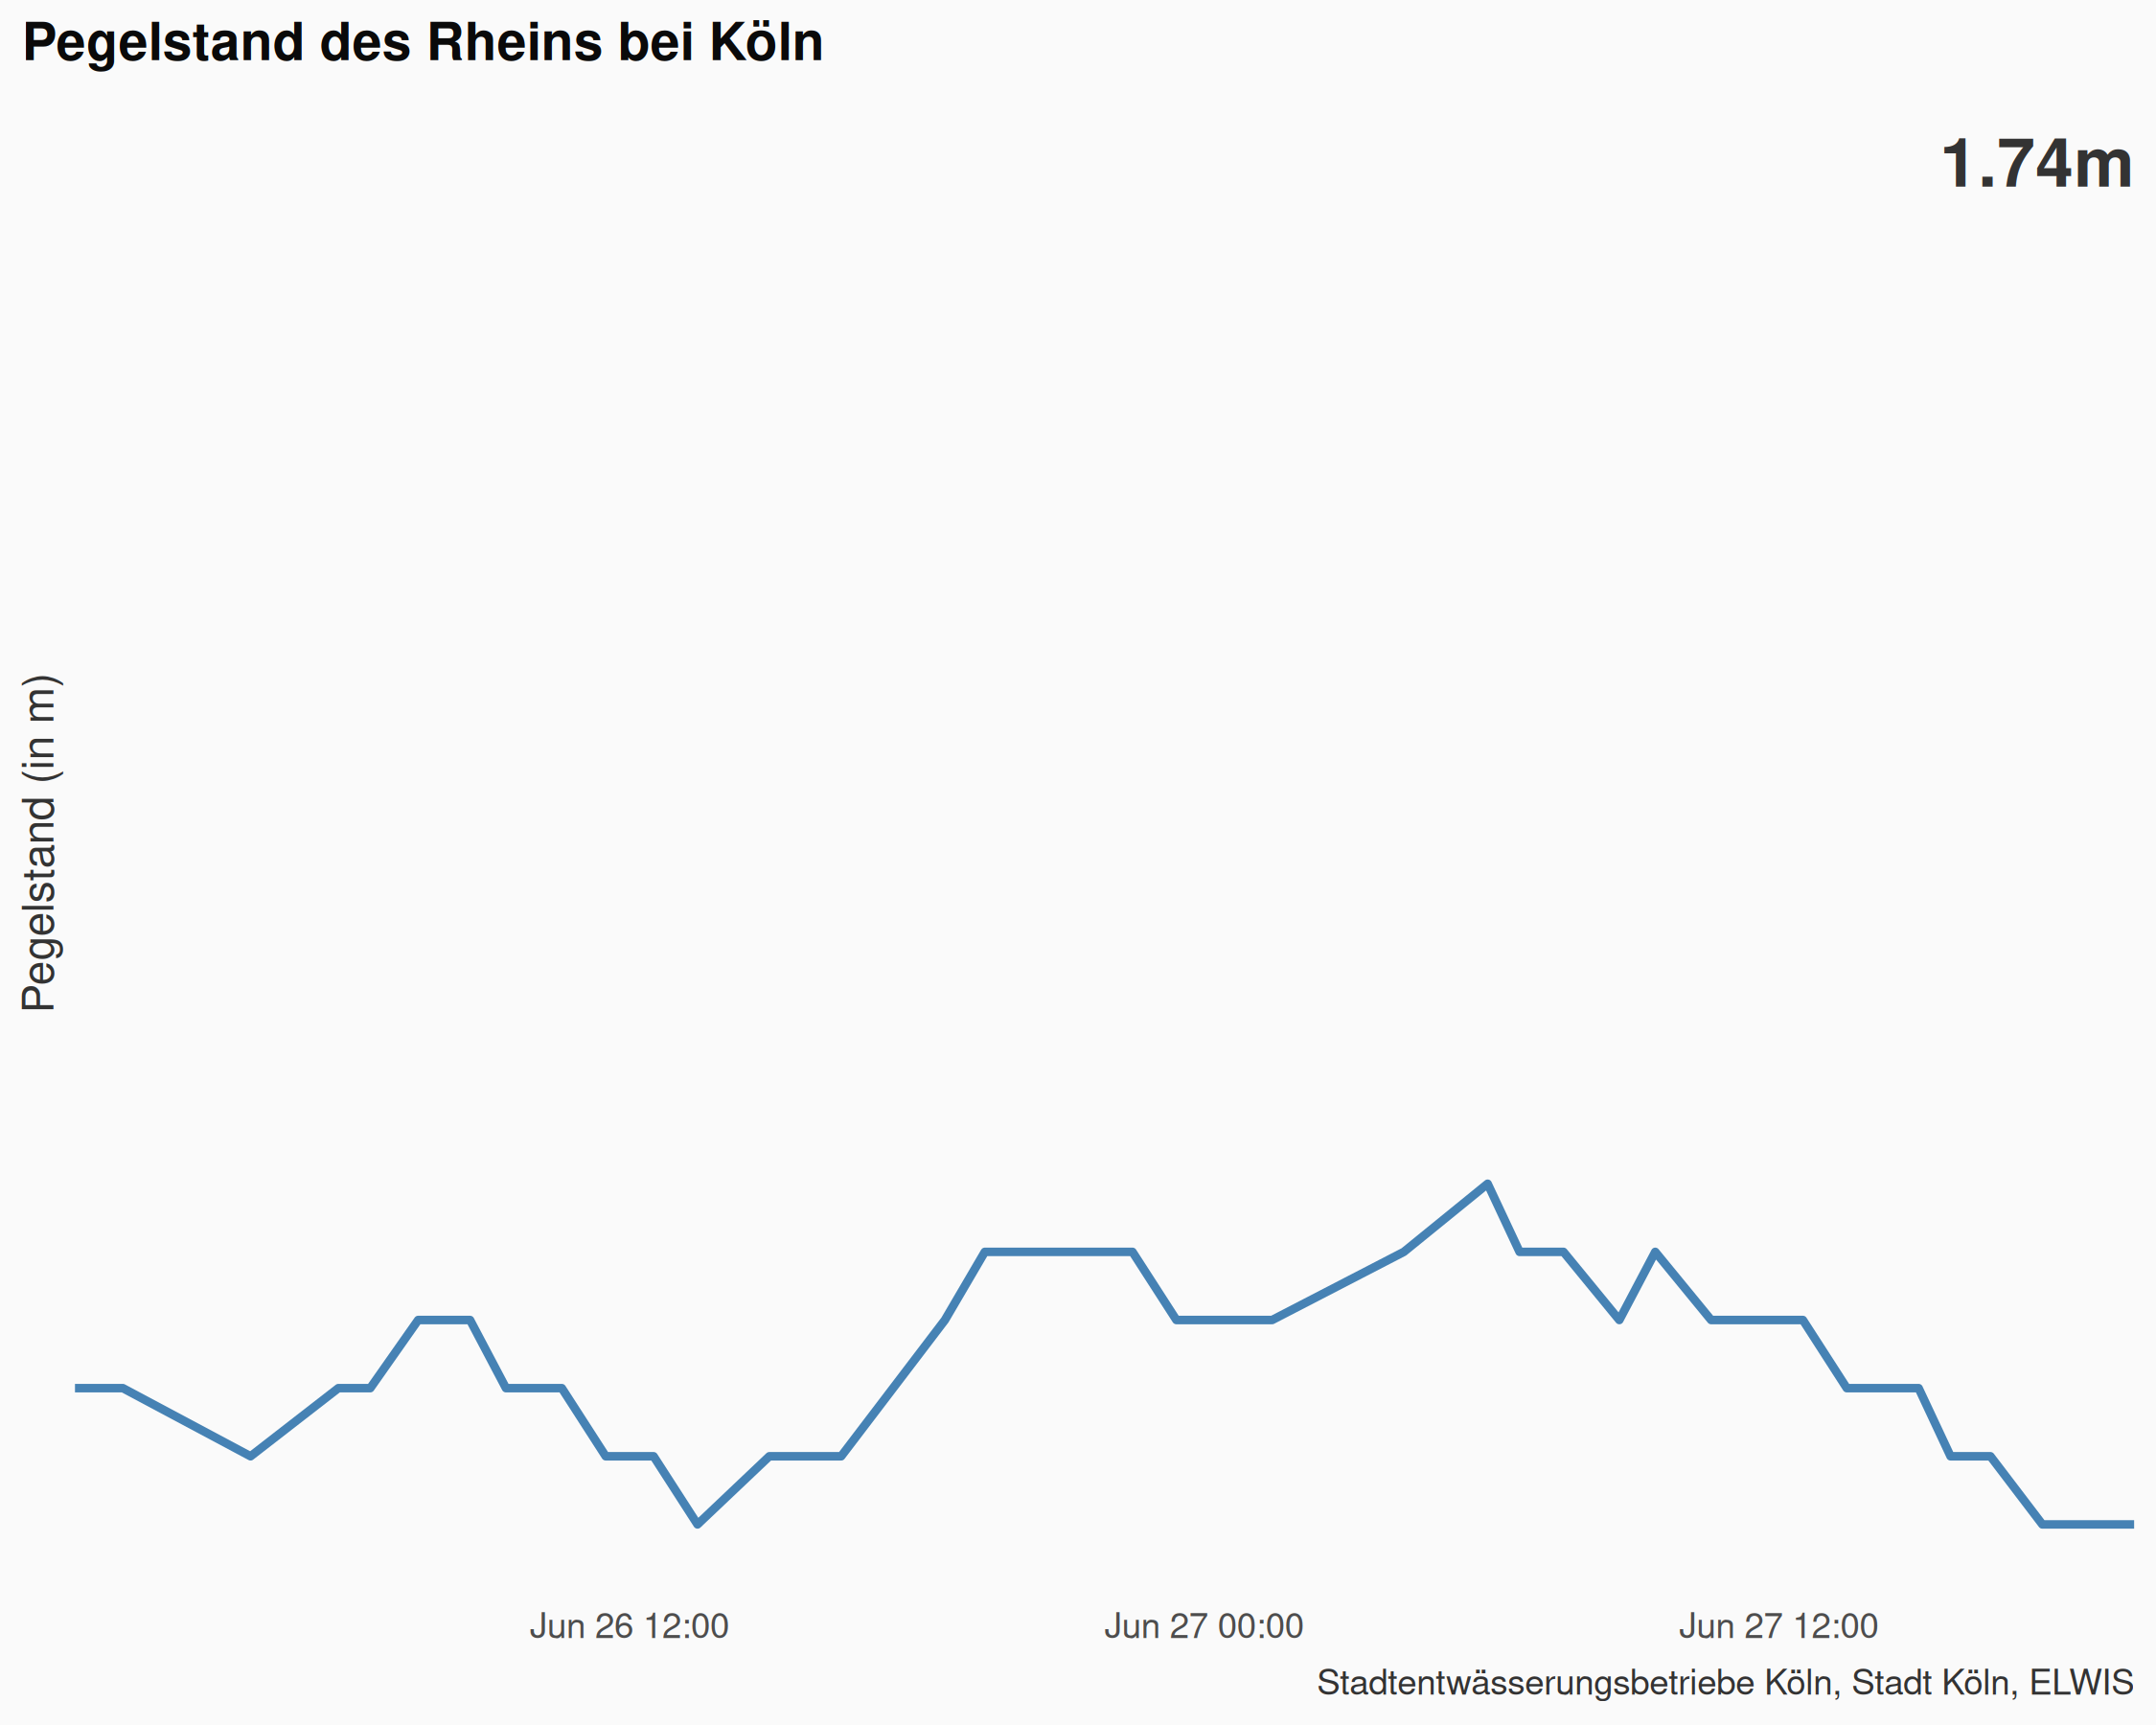 Pegelstand des Rheins bei Köln
1.74m
Pegelstand (in m)
Jun 26 12:00
Jun 27 00:00
Jun 27 12:00
Stadtentwässerungsbetriebe Köln, Stadt Köln, ELWIS